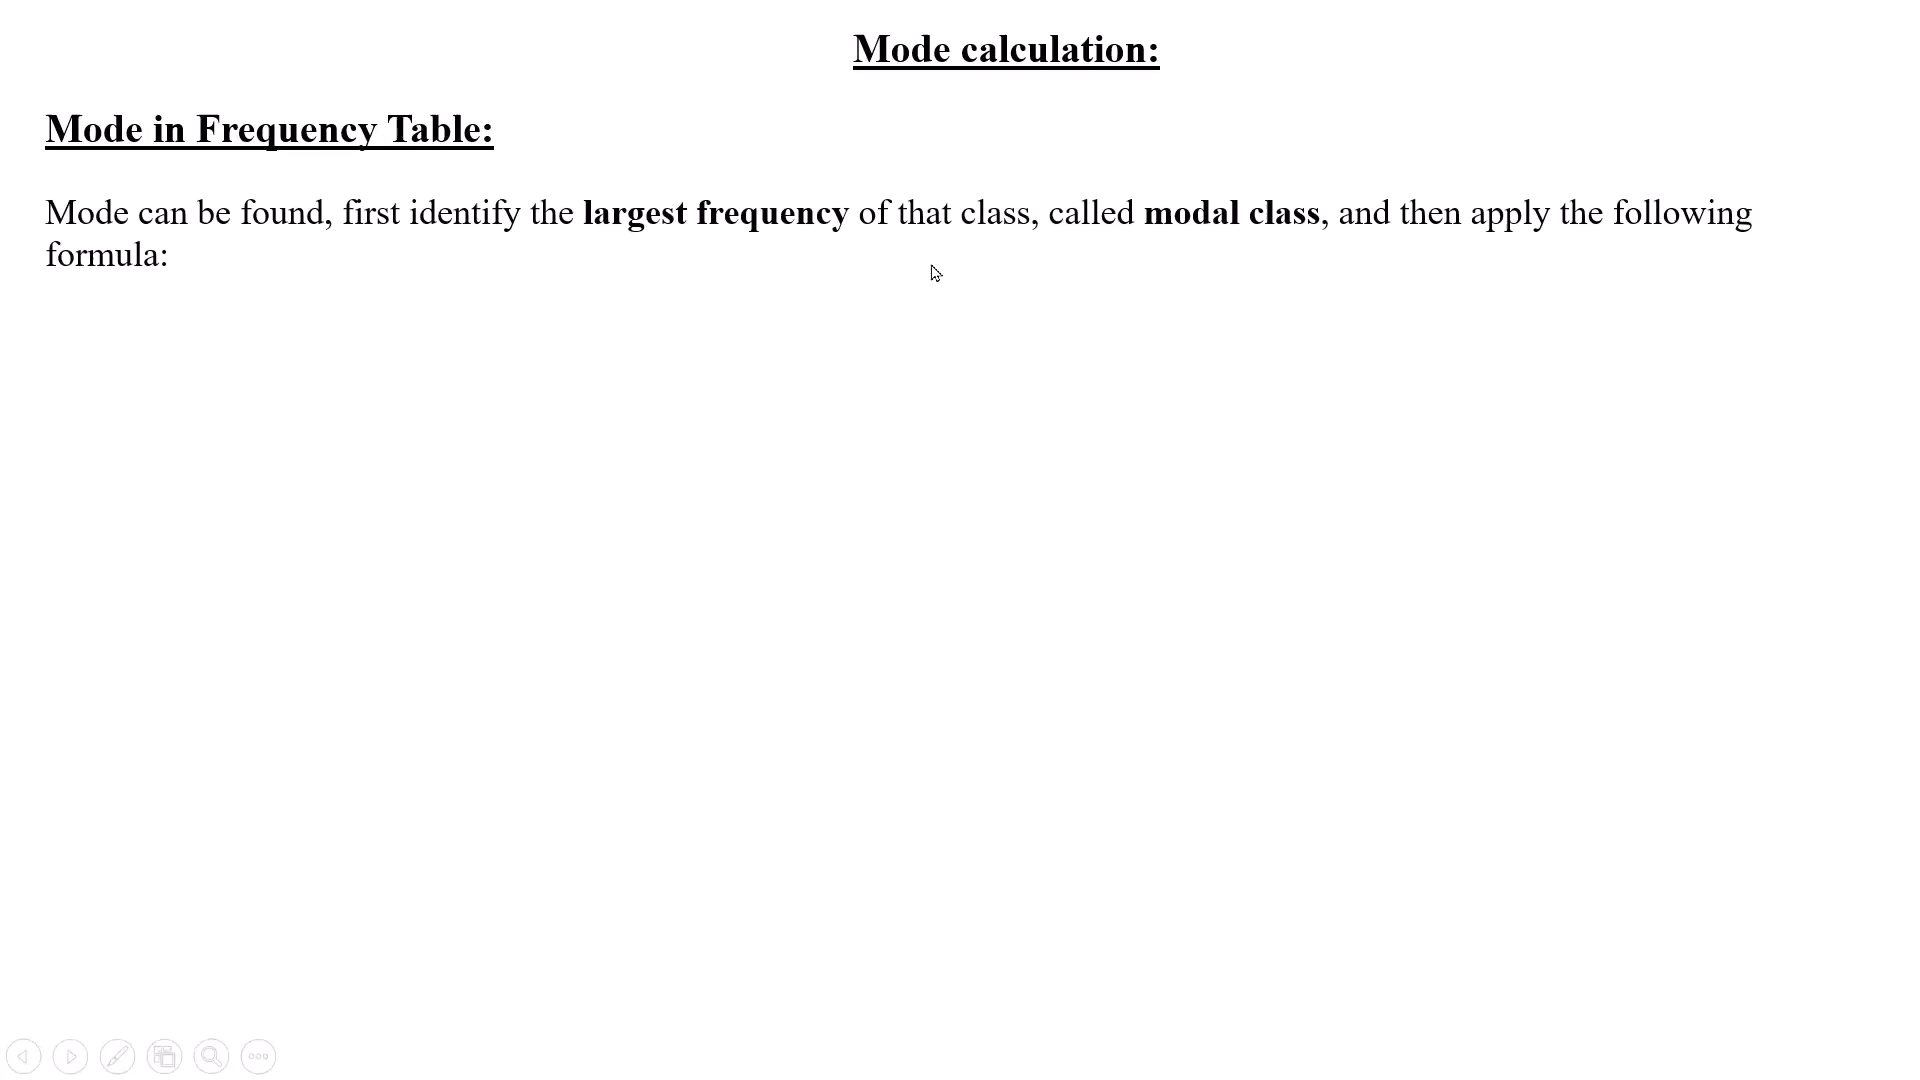 Mode calculation:
Mode in Frequency Table:
Mode can be found, first identify the largest frequency of that class, called modal class, and then apply the following
formula: